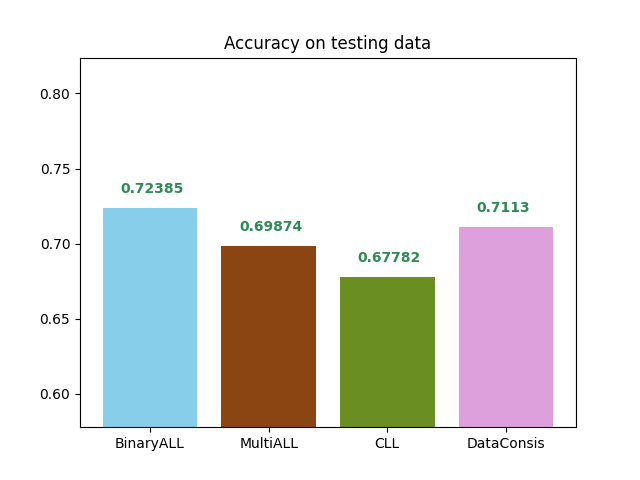 Accuracy on testing data
0.80
0.75
0.70
0.65
0.60
0.72385
0.69874
0.67782
0.7113
BinaryALL
MultiALL
CLL
DataConsis